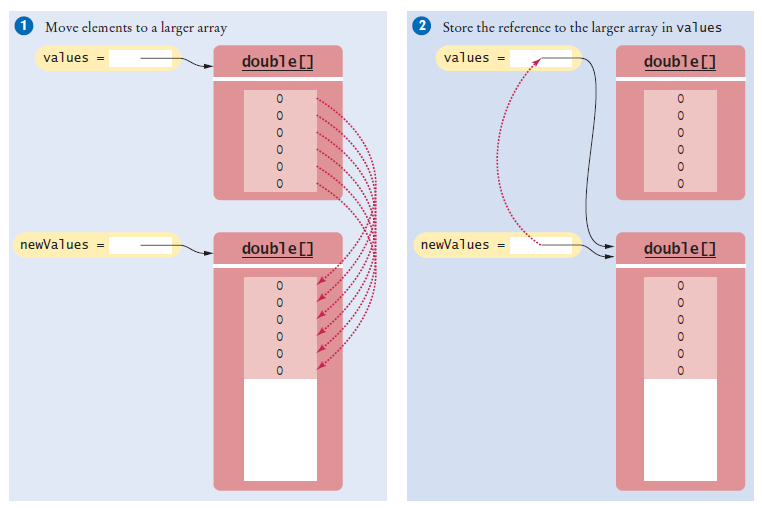 1 Move elements to a larger array
values =
double[]
0
0
0
0
0
0
newValues =
double[]
0
0
0
0
0
0
2 Store the reference to the larger array in values
values =
double[]
0
0
0
0
0
0
newValues =
double[]
0
0
0
0
0
0